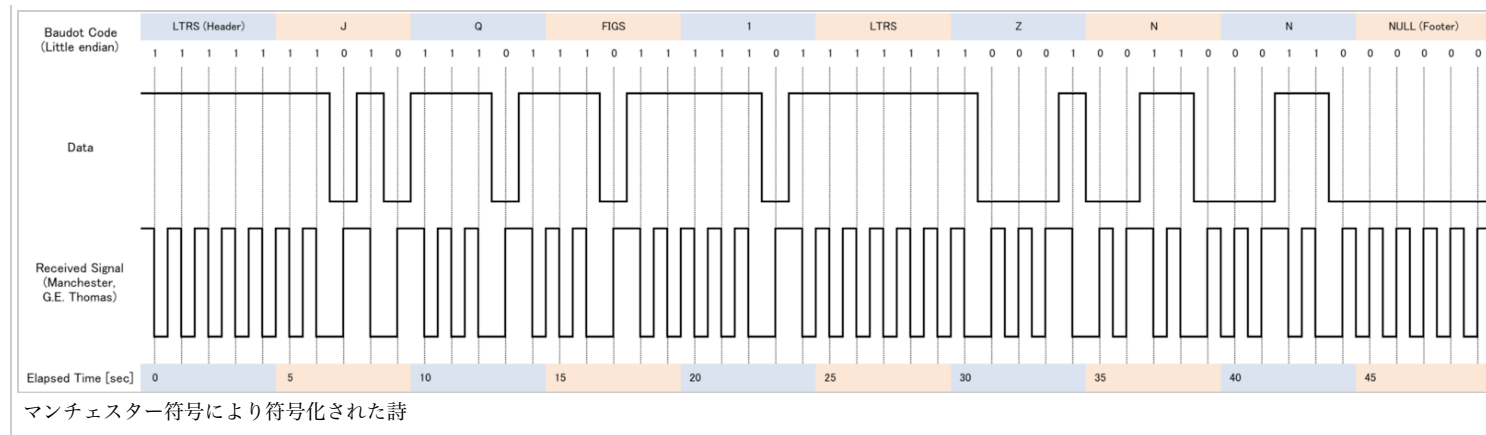 Baudot Code
(Little endian)
LTRS (Header) J Q FIGS 1 LTRS Z N N NULL (Footer)
1 1 1 1 1 1 1 0 1 0 1 1 1 0 1 1 1 0 1 1 1 1 1 0 1 1 1 1 1 1 1 0 0 0 1 0 0 1 1 0 0 0 1 1 0 0 0 0 0 0
Data
Received Signal
(Manchester,
G.E. Thomas)
Elapsed Time [sec] 0 5 10 15 20 25 30 35 40 45
マンチェスター符号により符号化された詩